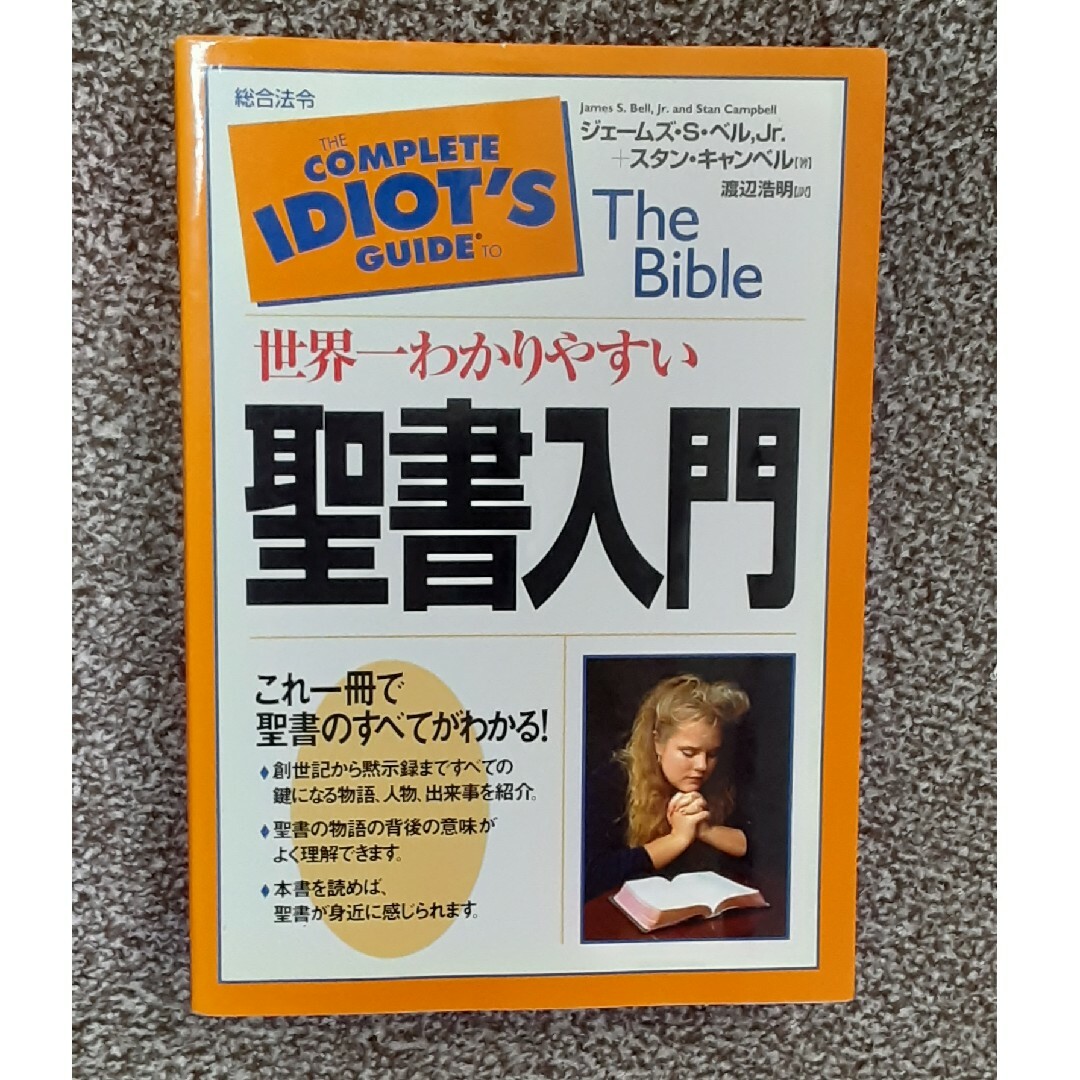 総合法令
THE
COMPLETE
IDIOT'S
GUIDE® TO
James S. Bell, Jr. and Stan Campbell
ジェームズ・S・ベル,Jr.
+スタン・キャンベル[著]
渡辺浩明[訳]
The
Bible
世界一わかりやすい
聖書入門
これ一冊で
聖書のすべてがわかる!
♦創世記から黙示録まですべての
鍵になる物語、人物、出来事を紹介。
♦聖書の物語の背後の意味が
よく理解できます。
♦本書を読めば、
聖書が身近に感じられます。